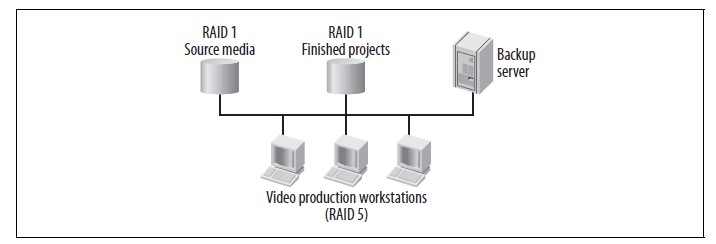 RAID 1
Source media
RAID 1
Finished projects
Backup
server
Video production workstations
(RAID 5)